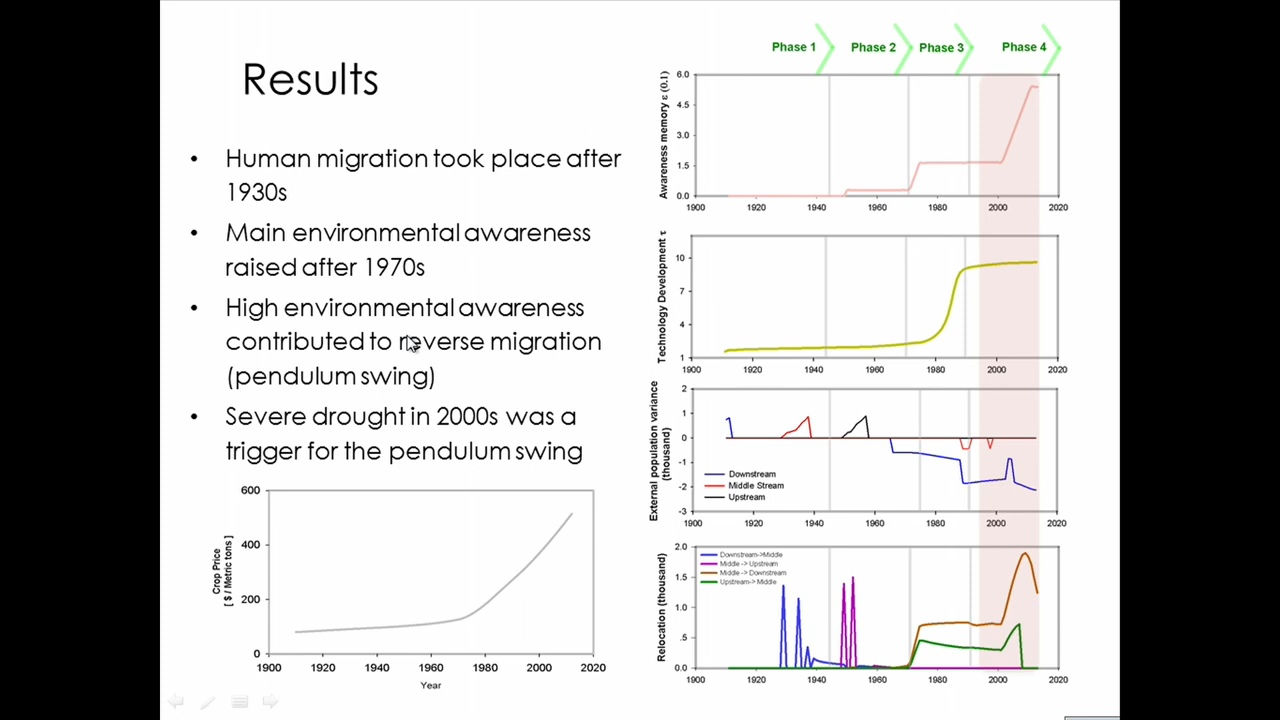 Phase 1 Phase 2 Phase 3 Phase 4
Results
• Human migration took place after
1930s
• Main environmental awareness
raised after 1970s
• High environmental awareness
contributed to reverse migration
(pendulum swing)
• Severe drought in 2000s was a
trigger for the pendulum swing
600
400
200
0
Crop Price
[ $ / Metric tons ]
1900 1920 1940 1960 1980 2000 2020
Year
Awareness memory ε (0.1)
6.0
4.5
3.0
1.5
0.0
1900 1920 1940 1960 1980 2000 2020
Technology Development τ
10
7
4
1
1900 1920 1940 1960 1980 2000 2020
External population variance
(thousand)
2
1
0
-1
-2
-3
Downstream
Middle Stream
Upstream
1900 1920 1940 1960 1980 2000 2020
Relocation (thousand)
2.0
1.5
1.0
.5
0.0
Downstream->Middle
Middle -> Upstream
Middle -> Downstream
Upstream-> Middle
1900 1920 1940 1960 1980 2000 2020